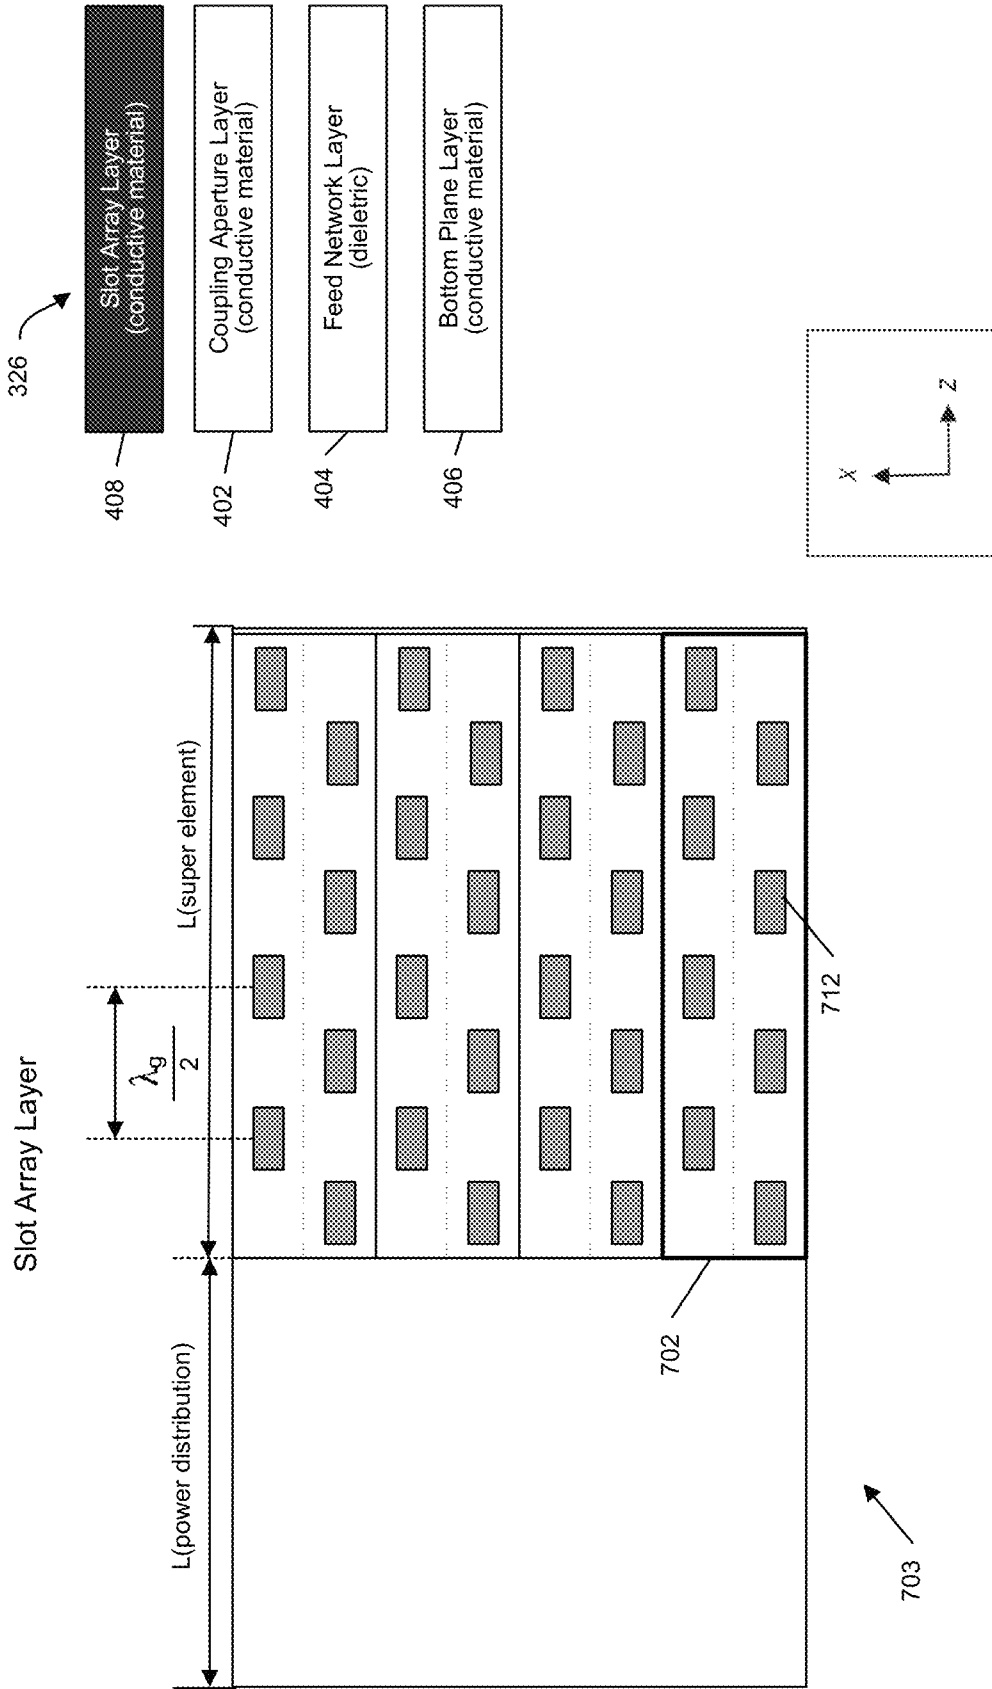 Slot Array Layer
L(power distribution)
L(super element)
λg
2
702
712
703
326
408
Slot Array Layer
(conductive material)
402
Coupling Aperture Layer
(conductive material)
404
Feed Network Layer
(dieletric)
406
Bottom Plane Layer
(conductive material)
X
Z